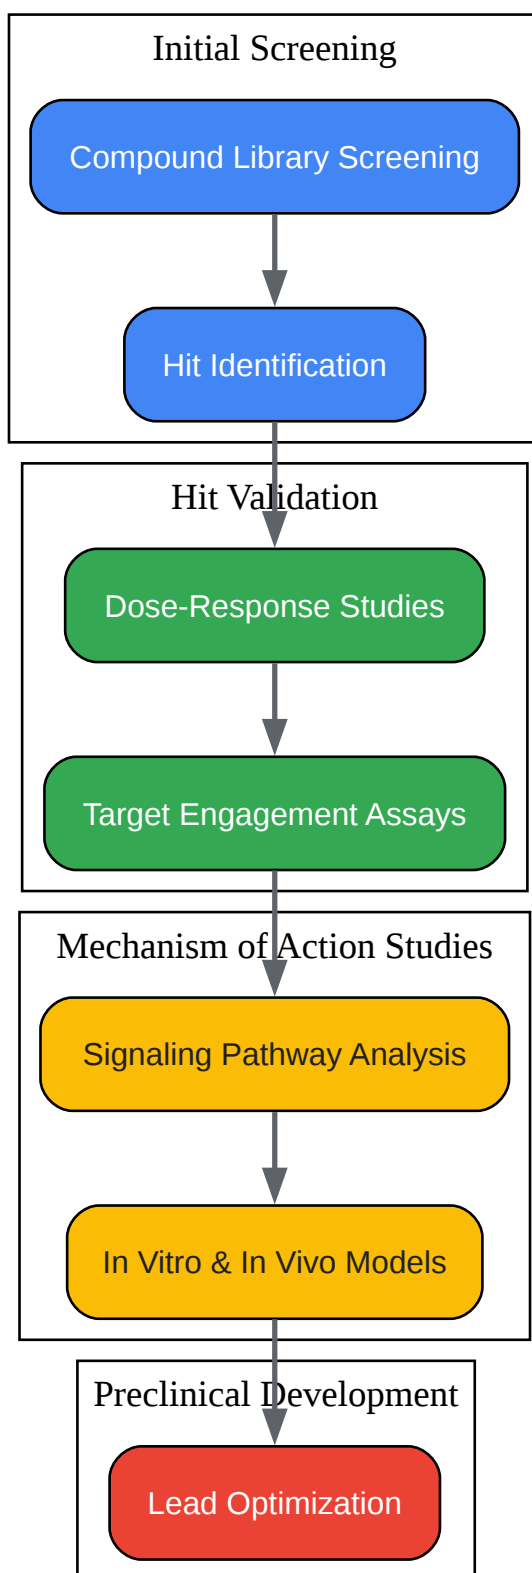 Initial Screening
Compound Library Screening
Hit Identification
Hit Validation
Dose-Response Studies
Target Engagement Assays
Mechanism of Action Studies
Signaling Pathway Analysis
In Vitro & In Vivo Models
Preclinical Development
Lead Optimization